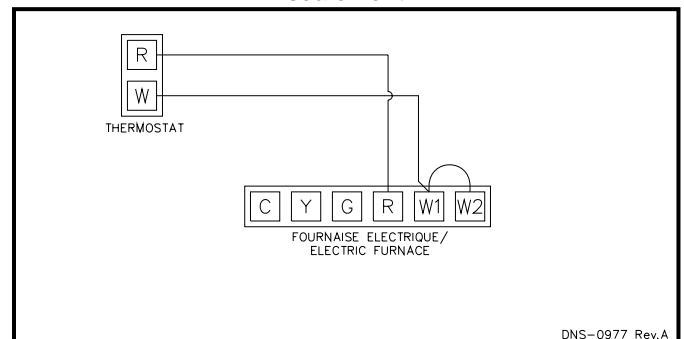 R
W
THERMOSTAT
C Y G R W1 W2
FOURNAISE ELECTRIQUE/
ELECTRIC FURNACE
DNS-0977 Rev.A